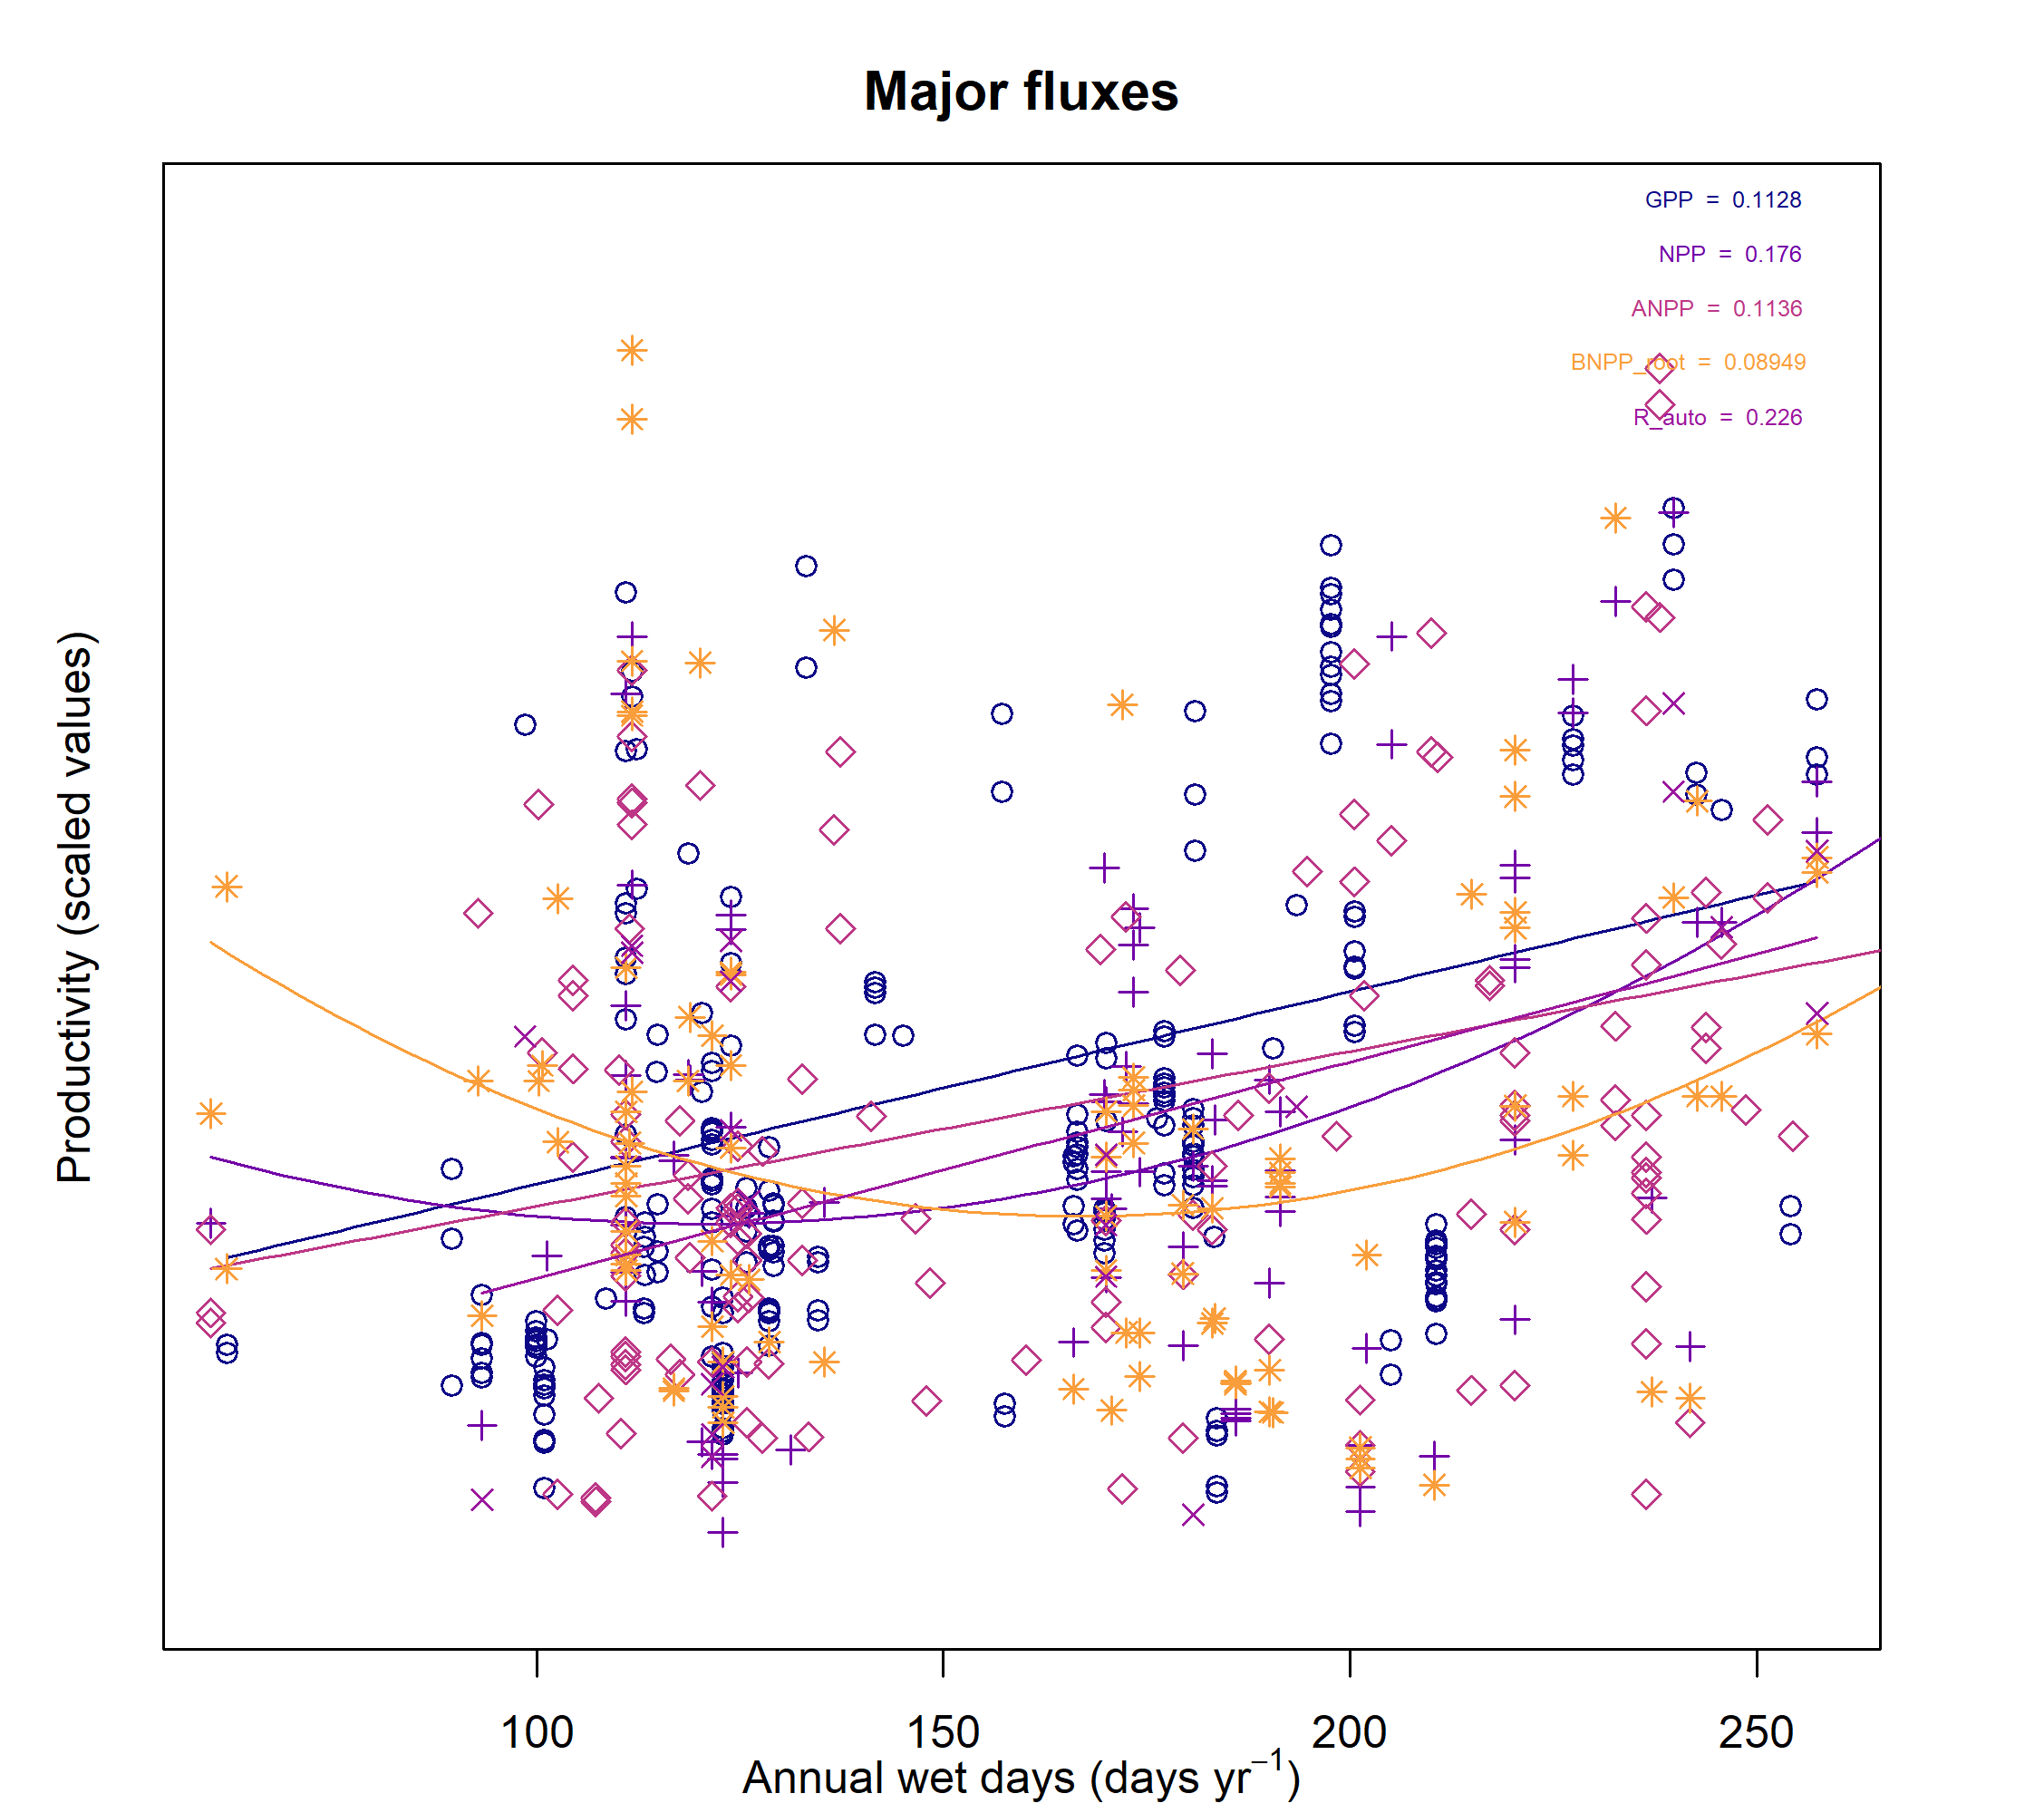 Major fluxes
GPP = 0.1128
NPP = 0.176
ANPP = 0.1136
BNPP_root = 0.08949
R_auto = 0.226
Productivity (scaled values)
100 150 200 250
Annual wet days (days yr⁻¹)